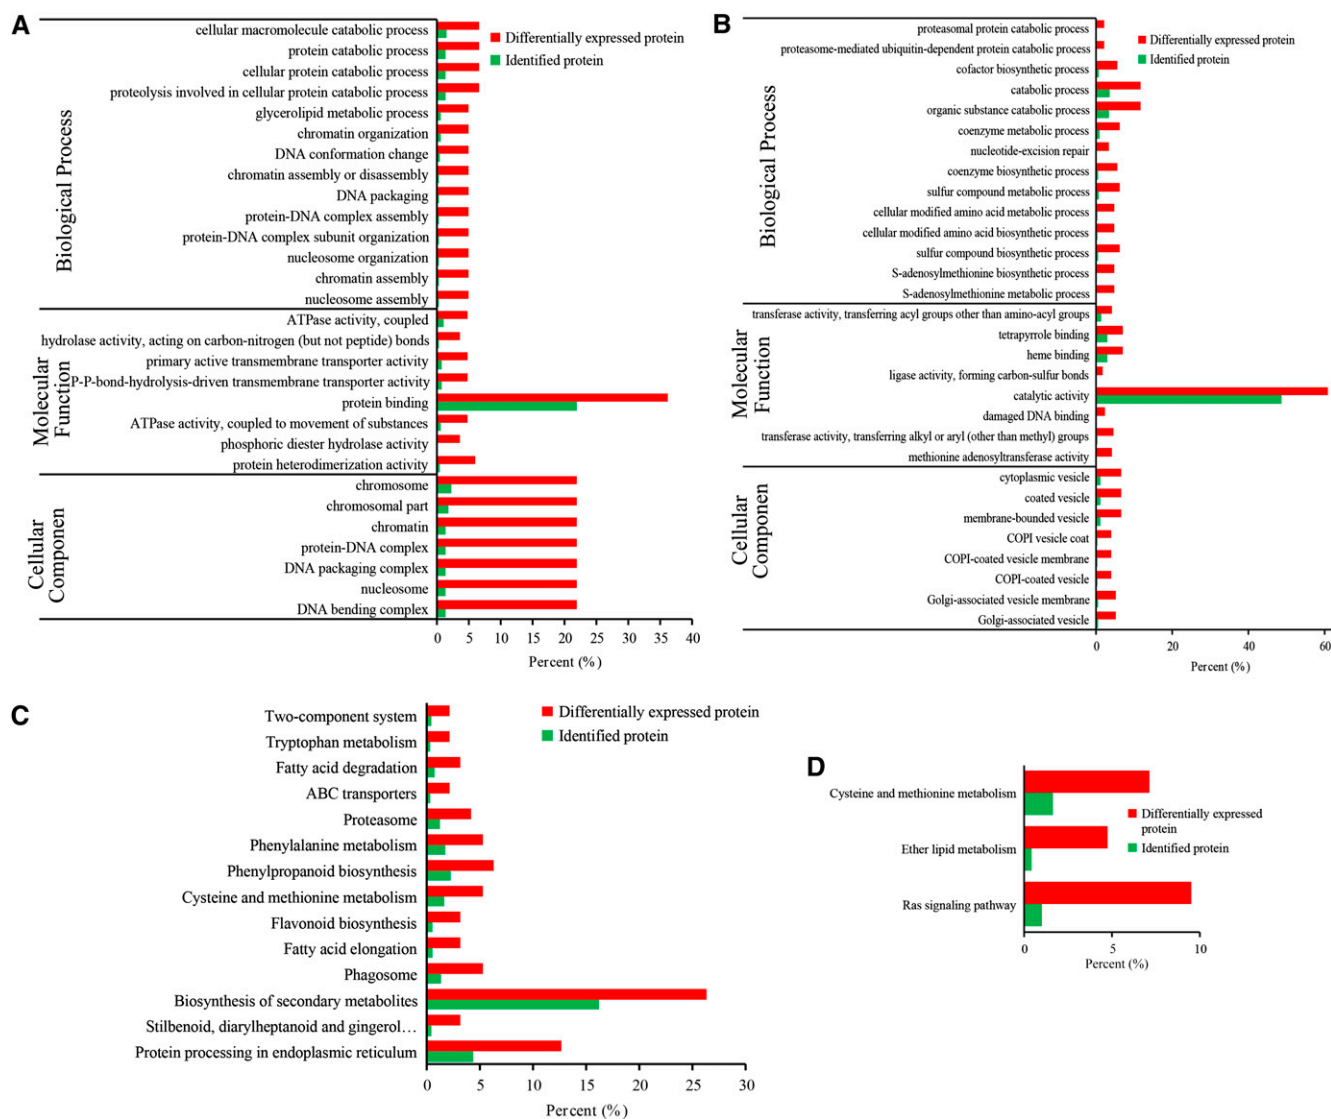 A
Differentially expressed protein
Identified protein
Biological Process
cellular macromolecule catabolic process
protein catabolic process
cellular protein catabolic process
proteolysis involved in cellular protein catabolic process
glycerolipid metabolic process
chromatin organization
DNA conformation change
chromatin assembly or disassembly
DNA packaging
protein-DNA complex assembly
protein-DNA complex subunit organization
nucleosome organization
chromatin assembly
nucleosome assembly
Molecular
Function
ATPase activity, coupled
hydrolase activity, acting on carbon-nitrogen (but not peptide) bonds
primary active transmembrane transporter activity
P-P-bond-hydrolysis-driven transmembrane transporter activity
protein binding
ATPase activity, coupled to movement of substances
phosphoric diester hydrolase activity
protein heterodimerization activity
Cellular
Componen
chromosome
chromosomal part
chromatin
protein-DNA complex
DNA packaging complex
nucleosome
DNA bending complex
0 5 10 15 20 25 30 35 40
Percent (%)
B
Differentially expressed protein
Identified protein
Biological Process
proteasomal protein catabolic process
proteasome-mediated ubiquitin-dependent protein catabolic process
cofactor biosynthetic process
catabolic process
organic substance catabolic process
coenzyme metabolic process
nucleotide-excision repair
coenzyme biosynthetic process
sulfur compound metabolic process
cellular modified amino acid metabolic process
cellular modified amino acid biosynthetic process
sulfur compound biosynthetic process
S-adenosylmethionine biosynthetic process
S-adenosylmethionine metabolic process
Molecular
Function
transferase activity, transferring acyl groups other than amino-acyl groups
tetrapyrrole binding
heme binding
ligase activity, forming carbon-sulfur bonds
catalytic activity
damaged DNA binding
transferase activity, transferring alkyl or aryl (other than methyl) groups
methionine adenosyltransferase activity
Cellular
Componen
cytoplasmic vesicle
coated vesicle
membrane-bounded vesicle
COPI vesicle coat
COPI-coated vesicle membrane
COPI-coated vesicle
Golgi-associated vesicle membrane
Golgi-associated vesicle
0 20 40 60
Percent (%)
C
Differentially expressed protein
Identified protein
Two-component system
Tryptophan metabolism
Fatty acid degradation
ABC transporters
Proteasome
Phenylalanine metabolism
Phenylpropanoid biosynthesis
Cysteine and methionine metabolism
Flavonoid biosynthesis
Fatty acid elongation
Phagosome
Biosynthesis of secondary metabolites
Stilbenoid, diarylheptanoid and gingerol…
Protein processing in endoplasmic reticulum
0 5 10 15 20 25 30
Percent (%)
D
Cysteine and methionine metabolism
Ether lipid metabolism
Ras signaling pathway
Differentially expressed
protein
Identified protein
0 5 10
Percent (%)